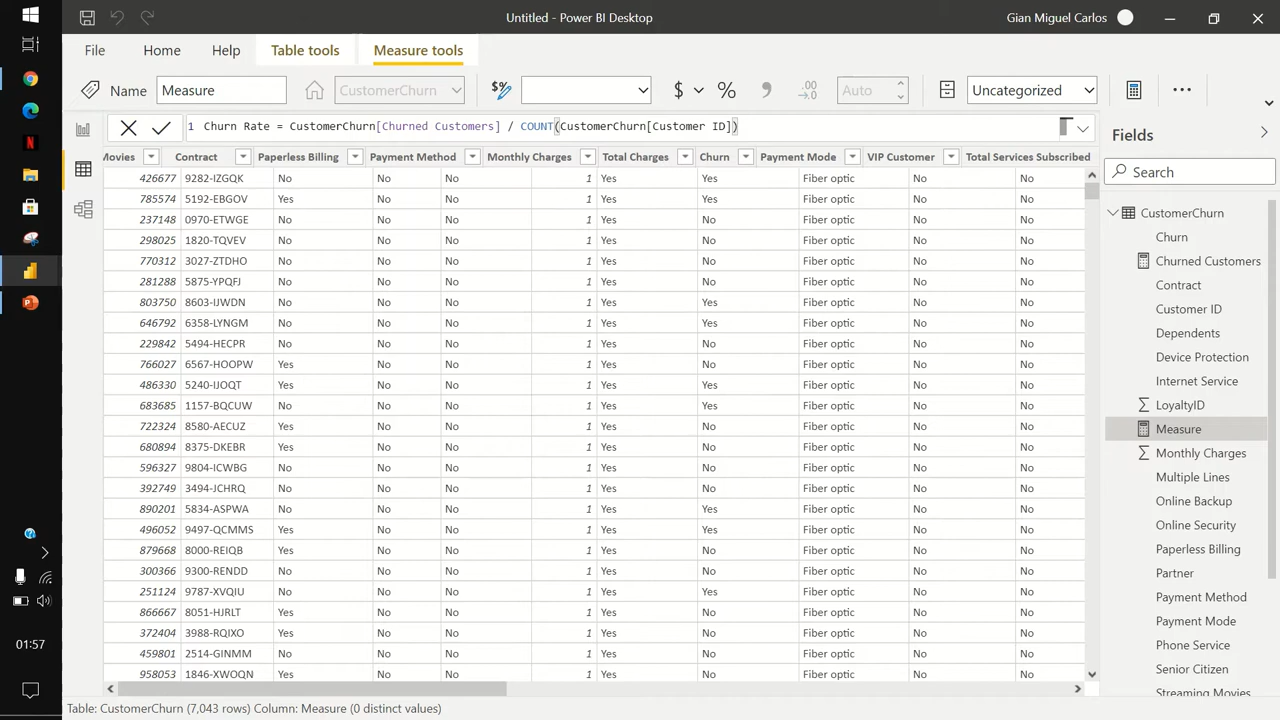 Untitled - Power BI Desktop
Gian Miguel Carlos
File Home Help Table tools Measure tools
Name Measure CustomerChurn $ % , .00 Auto Uncategorized
1 Churn Rate = CustomerChurn[Churned Customers] / COUNT(CustomerChurn[Customer ID])
Movies Contract Paperless Billing Payment Method Monthly Charges Total Charges Churn Payment Mode VIP Customer Total Services Subscribed
426677 9282-IZGQK No No No 1 Yes Yes Fiber optic No No
785574 5192-EBGOV Yes No No 1 Yes Yes Fiber optic No No
237148 0970-ETWGE No No No 1 Yes No Fiber optic No No
298025 1820-TQVEV No No No 1 Yes No Fiber optic No No
770312 3027-ZTDHO No No No 1 Yes No Fiber optic No No
281288 5875-YPQFJ No No No 1 Yes No Fiber optic No No
803750 8603-IJWDN No No No 1 Yes Yes Fiber optic No No
646792 6358-LYNGM No No No 1 Yes Yes Fiber optic No No
229842 5494-HECPR No No No 1 Yes No Fiber optic No No
766027 6567-HOOPW Yes No No 1 Yes No Fiber optic No No
486330 5240-IJOQT No No No 1 Yes Yes Fiber optic No No
683685 1157-BQCUW No No No 1 Yes Yes Fiber optic No No
722324 8580-AECUZ Yes No No 1 Yes No Fiber optic No No
680894 8375-DKEBR Yes No No 1 Yes No Fiber optic No No
596327 9804-ICWBG No No No 1 Yes No Fiber optic No No
392749 3494-JCHRQ No No No 1 Yes No Fiber optic No No
890201 5834-ASPWA No No No 1 Yes Yes Fiber optic No No
496052 9497-QCMMS Yes No No 1 Yes Yes Fiber optic No No
879668 8000-REIQB Yes No No 1 Yes No Fiber optic No No
300366 9300-RENDD No No No 1 Yes No Fiber optic No No
251124 9787-XVQIU No No No 1 Yes Yes Fiber optic No No
866667 8051-HJRLT Yes No No 1 Yes No Fiber optic No No
372404 3988-RQIXO Yes No No 1 Yes No Fiber optic No No
459801 2514-GINMM No No No 1 Yes No Fiber optic No No
958053 1846-XWOQN Yes No No 1 Yes No Fiber optic No No
Table: CustomerChurn (7,043 rows) Column: Measure (0 distinct values)
Fields
Search
CustomerChurn
Churn
Churned Customers
Contract
Customer ID
Dependents
Device Protection
Internet Service
LoyaltyID
Measure
Monthly Charges
Multiple Lines
Online Backup
Online Security
Paperless Billing
Partner
Payment Method
Payment Mode
Phone Service
Senior Citizen
Streaming Movies
01:57